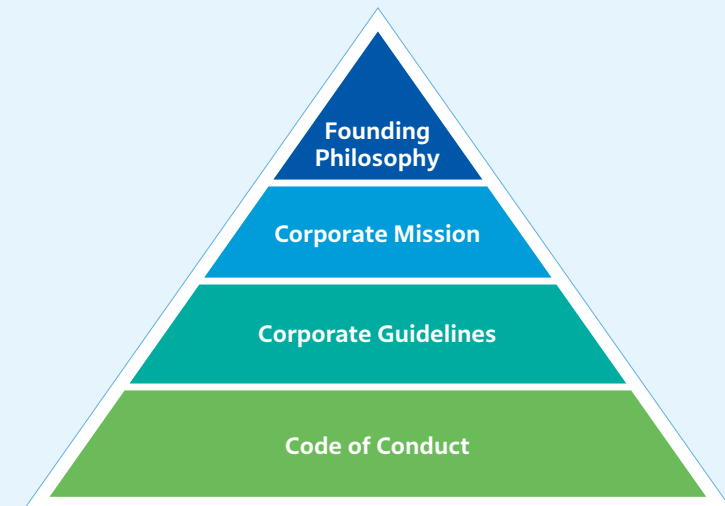 Founding
Philosophy
Corporate Mission
Corporate Guidelines
Code of Conduct